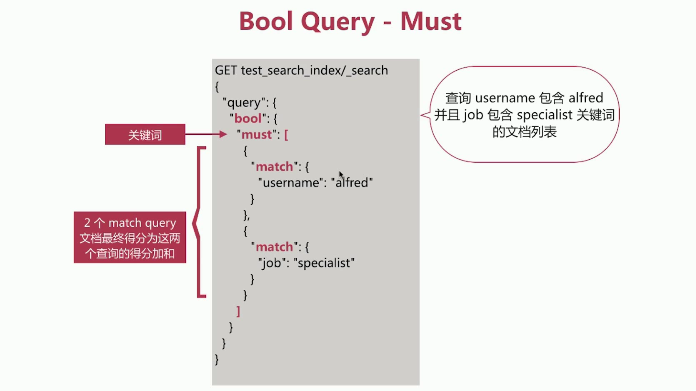 Bool Query - Must
GET test_search_index/_search
{
"query": {
"bool": {
"must": [
{
"match": {
"username": "alfred"
}
},
{
"match": {
"job": "specialist"
}
}
]
}
}
}
关键词
2 个 match query
文档最终得分为这两
个查询的得分加和
查询 username 包含 alfred
并且 job 包含 specialist 关键词
的文档列表